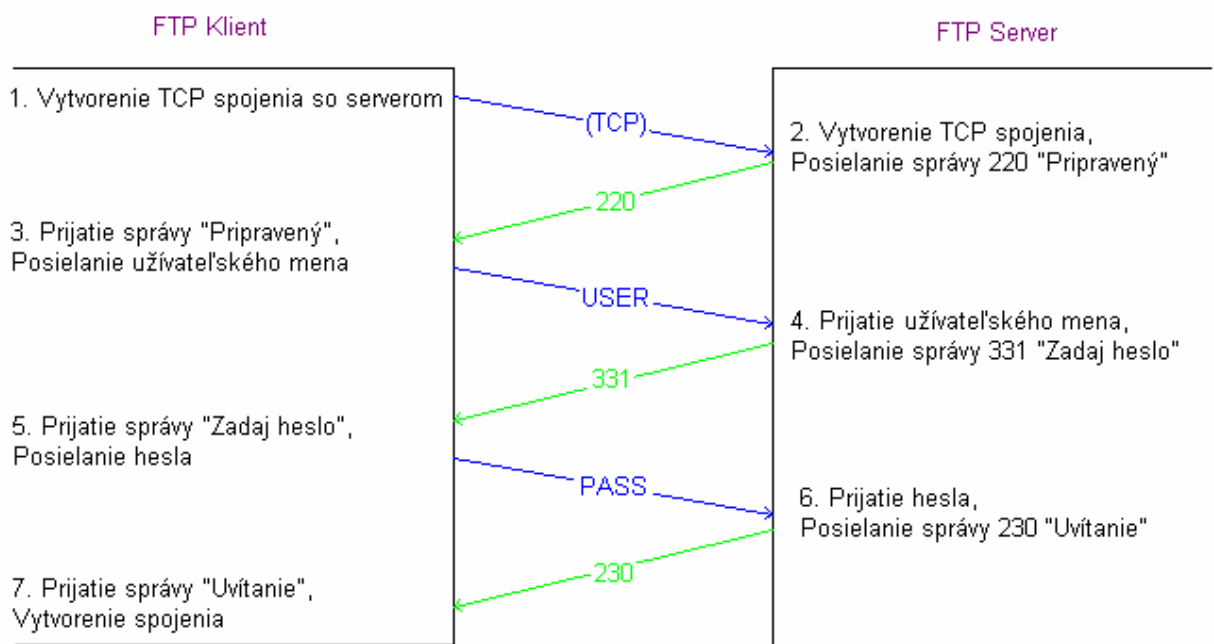 FTP Klient
FTP Server
1. Vytvorenie TCP spojenia so serverom
(TCP)
2. Vytvorenie TCP spojenia,
Posielanie správy 220 "Pripravený"
220
3. Prijatie správy "Pripravený",
Posielanie užívateľského mena
USER
4. Prijatie užívateľského mena,
Posielanie správy 331 "Zadaj heslo"
331
5. Prijatie správy "Zadaj heslo",
Posielanie hesla
PASS
6. Prijatie hesla,
Posielanie správy 230 "Uvítanie"
230
7. Prijatie správy "Uvítanie",
Vytvorenie spojenia